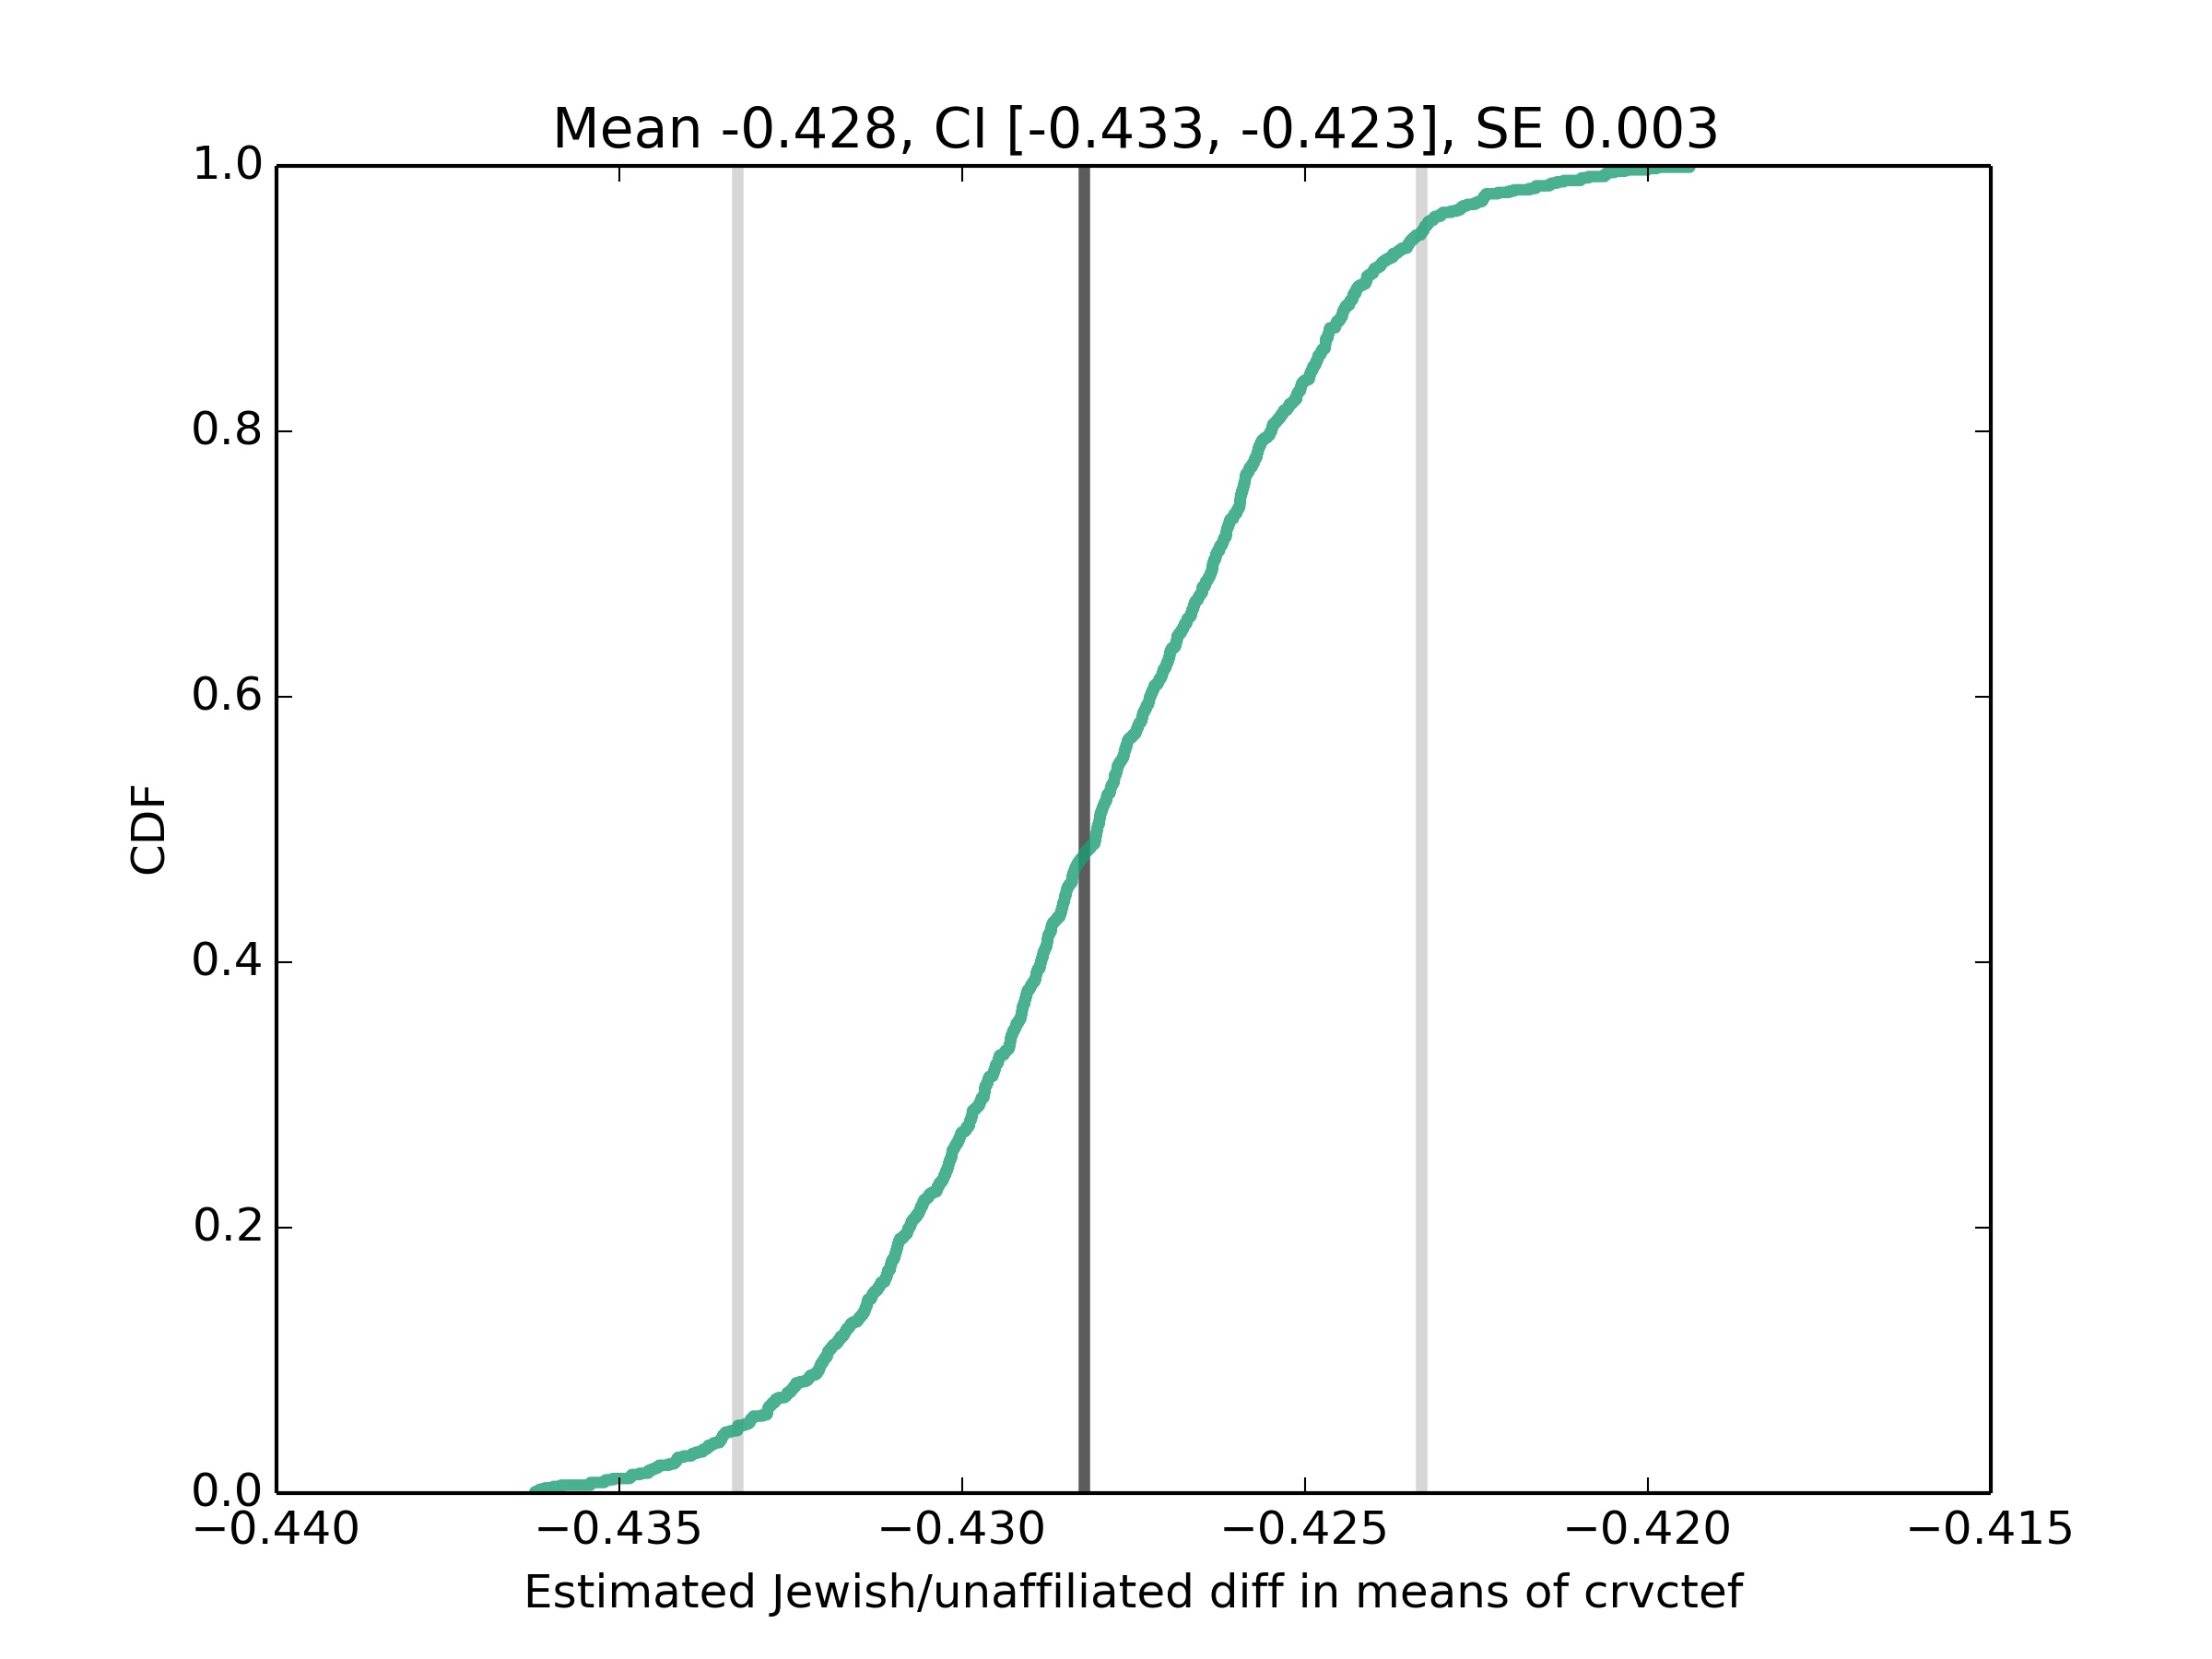 Mean -0.428, CI [-0.433, -0.423], SE 0.003
1.0
0.8
0.6
0.4
0.2
0.0
CDF
−0.440 −0.435 −0.430 −0.425 −0.420 −0.415
Estimated Jewish/unaffiliated diff in means of crvctef